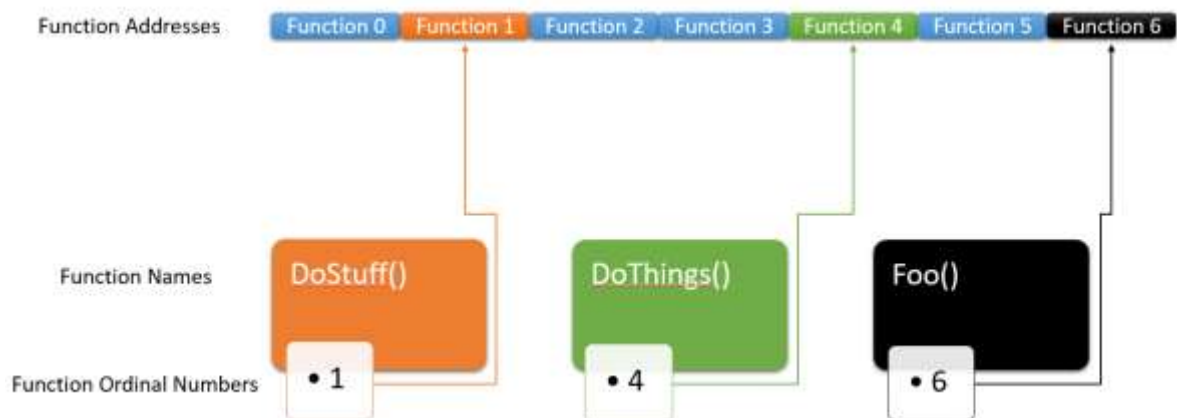 Function Addresses
Function 0 Function 1 Function 2 Function 3 Function 4 Function 5 Function 6
Function Names
DoStuff() DoThings() Foo()
Function Ordinal Numbers
• 1 • 4 • 6